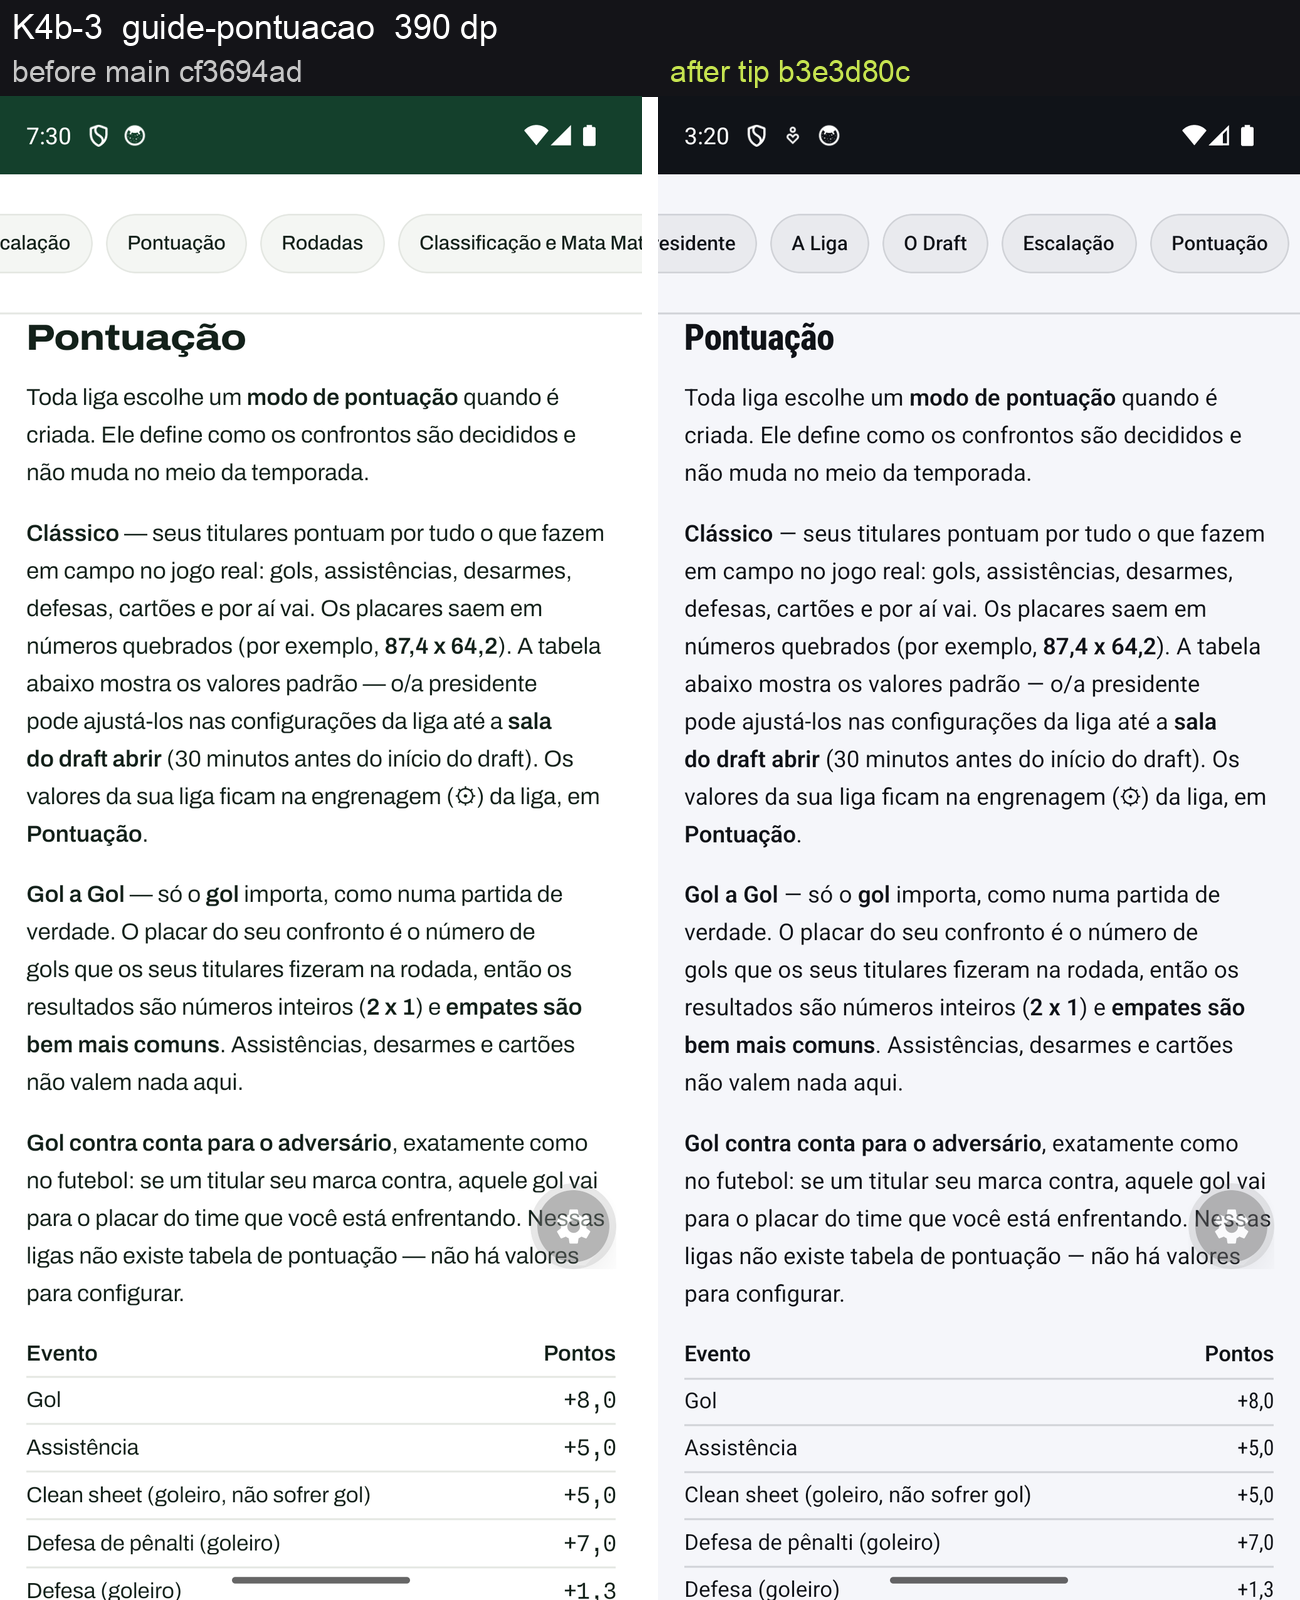 K4b-3 guide-pontuacao 390 dp
before main cf3694ad
after tip b3e3d80c
7:30
calação
Pontuação
Rodadas
Classificação e Mata Mat
Pontuação
Toda liga escolhe um modo de pontuação quando é
criada. Ele define como os confrontos são decididos e
não muda no meio da temporada.
Clássico — seus titulares pontuam por tudo o que fazem
em campo no jogo real: gols, assistências, desarmes,
defesas, cartões e por aí vai. Os placares saem em
números quebrados (por exemplo, 87,4 x 64,2). A tabela
abaixo mostra os valores padrão — o/a presidente
pode ajustá-los nas configurações da liga até a sala
do draft abrir (30 minutos antes do início do draft). Os
valores da sua liga ficam na engrenagem (⚙) da liga, em
Pontuação.
Gol a Gol — só o gol importa, como numa partida de
verdade. O placar do seu confronto é o número de
gols que os seus titulares fizeram na rodada, então os
resultados são números inteiros (2 x 1) e empates são
bem mais comuns. Assistências, desarmes e cartões
não valem nada aqui.
Gol contra conta para o adversário, exatamente como
no futebol: se um titular seu marca contra, aquele gol vai
para o placar do time que você está enfrentando. Nessas
ligas não existe tabela de pontuação — não há valores
para configurar.
Evento Pontos
Gol +8,0
Assistência +5,0
Clean sheet (goleiro, não sofrer gol) +5,0
Defesa de pênalti (goleiro) +7,0
Defesa (goleiro) +1,3
3:20
esidente
A Liga
O Draft
Escalação
Pontuação
Pontuação
Toda liga escolhe um modo de pontuação quando é
criada. Ele define como os confrontos são decididos e
não muda no meio da temporada.
Clássico — seus titulares pontuam por tudo o que fazem
em campo no jogo real: gols, assistências, desarmes,
defesas, cartões e por aí vai. Os placares saem em
números quebrados (por exemplo, 87,4 x 64,2). A tabela
abaixo mostra os valores padrão — o/a presidente
pode ajustá-los nas configurações da liga até a sala
do draft abrir (30 minutos antes do início do draft). Os
valores da sua liga ficam na engrenagem (⚙) da liga, em
Pontuação.
Gol a Gol — só o gol importa, como numa partida de
verdade. O placar do seu confronto é o número de
gols que os seus titulares fizeram na rodada, então os
resultados são números inteiros (2 x 1) e empates são
bem mais comuns. Assistências, desarmes e cartões
não valem nada aqui.
Gol contra conta para o adversário, exatamente como
no futebol: se um titular seu marca contra, aquele gol vai
para o placar do time que você está enfrentando. Nessas
ligas não existe tabela de pontuação — não há valores
para configurar.
Evento Pontos
Gol +8,0
Assistência +5,0
Clean sheet (goleiro, não sofrer gol) +5,0
Defesa de pênalti (goleiro) +7,0
Defesa (goleiro) +1,3